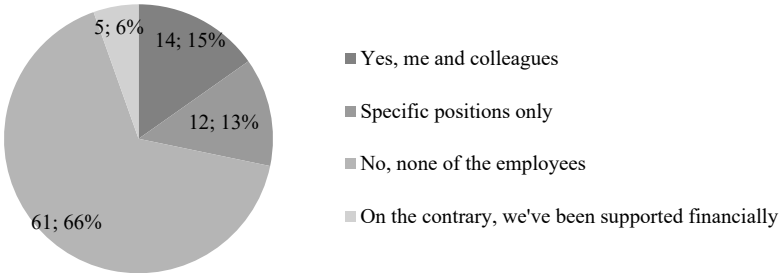 5; 6%
14; 15%
12; 13%
61; 66%
Yes, me and colleagues
Specific positions only
No, none of the employees
On the contrary, we've been supported financially